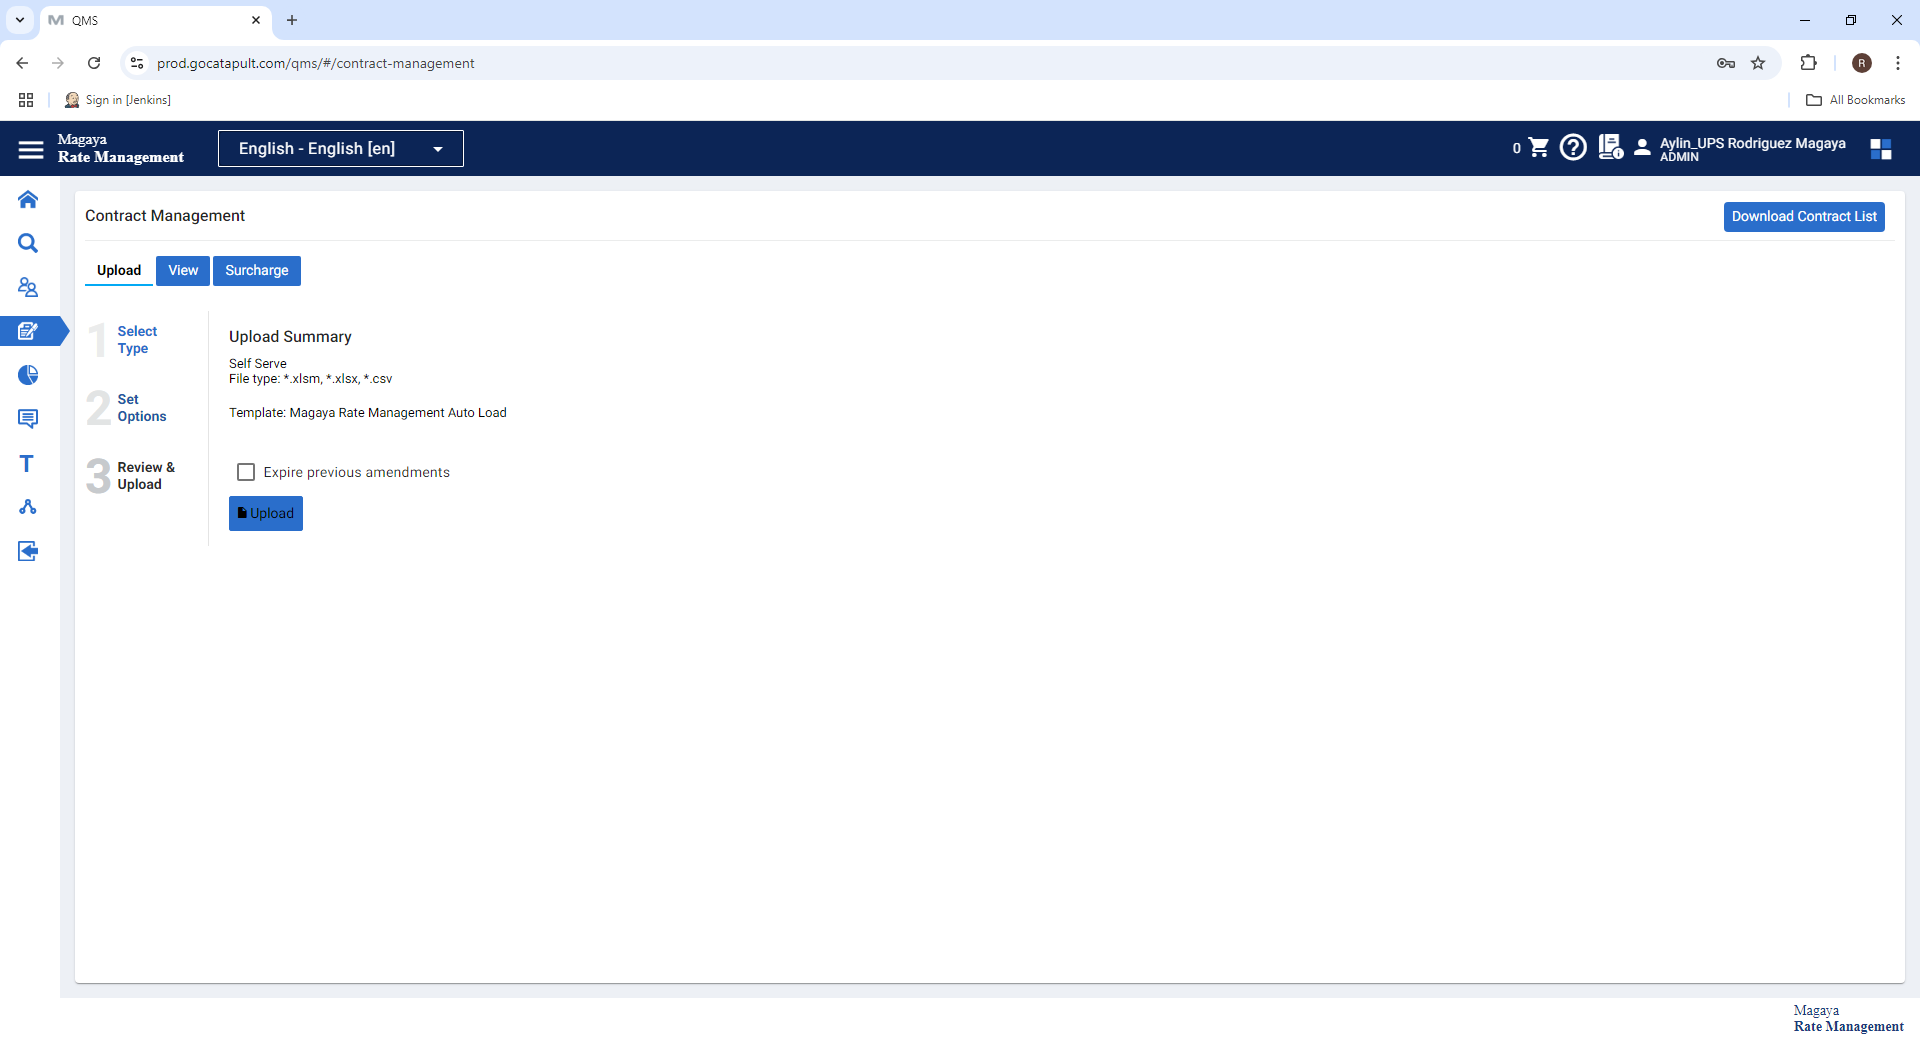 QMS
prod.gocatapult.com/qms/#/contract-management
R
Sign in [Jenkins]
All Bookmarks
Magaya
Rate Management
English - English [en]
0
Aylin_UPS Rodriguez Magaya
ADMIN
Contract Management
Download Contract List
Upload
View
Surcharge
1
Select
Type
2
Set
Options
3
Review &
Upload
Upload Summary
Self Serve
File type: *.xlsm, *.xlsx, *.csv
Template: Magaya Rate Management Auto Load
Expire previous amendments
Upload
T
Magaya
Rate Management